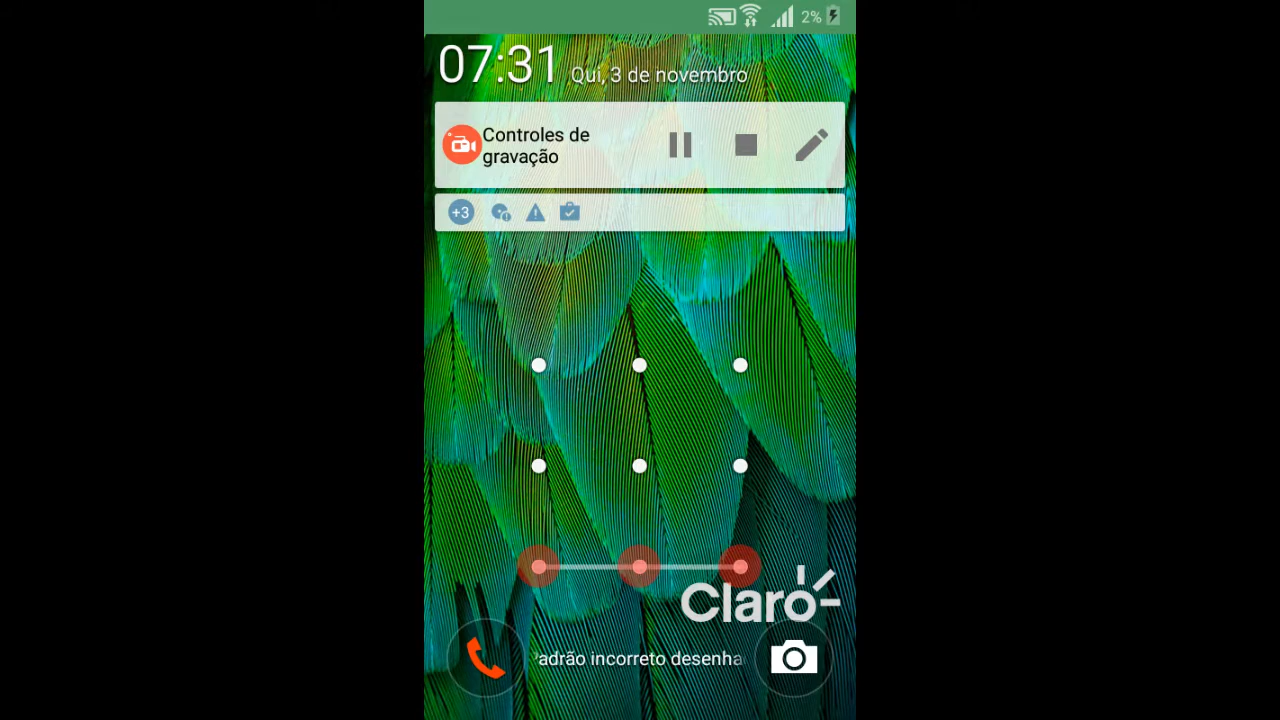 2%
07:31 Qui, 3 de novembro
Controles de
gravação
+3
Claro
adrão incorreto desenha